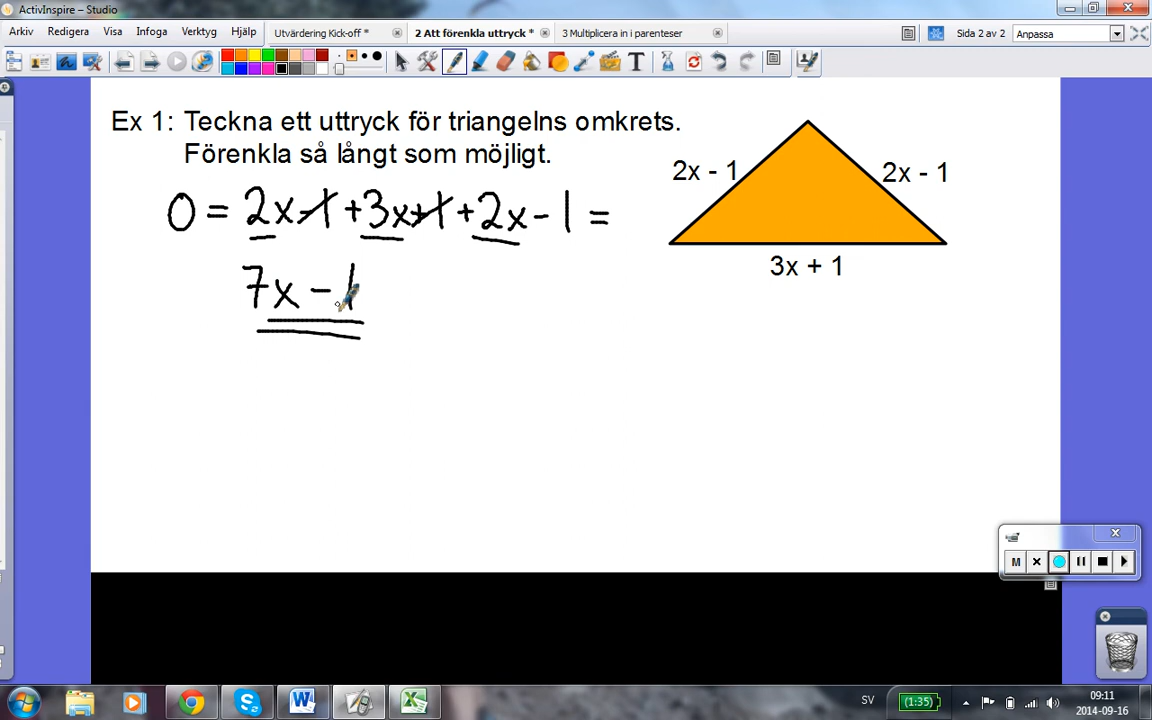 ActivInspire – Studio
Arkiv Redigera Visa Infoga Verktyg Hjälp
Utvärdering Kick-off * 2 Att förenkla uttryck * 3 Multiplicera in i parenteser
Sida 2 av 2 Anpassa
Ex 1: Teckna ett uttryck för triangelns omkrets.
Förenkla så långt som möjligt.
2x - 1 2x - 1
O = 2x - 1 + 3x + 1 + 2x - 1 =
3x + 1
7x - 1
M
SV (1:35) 09:11
2014-09-16